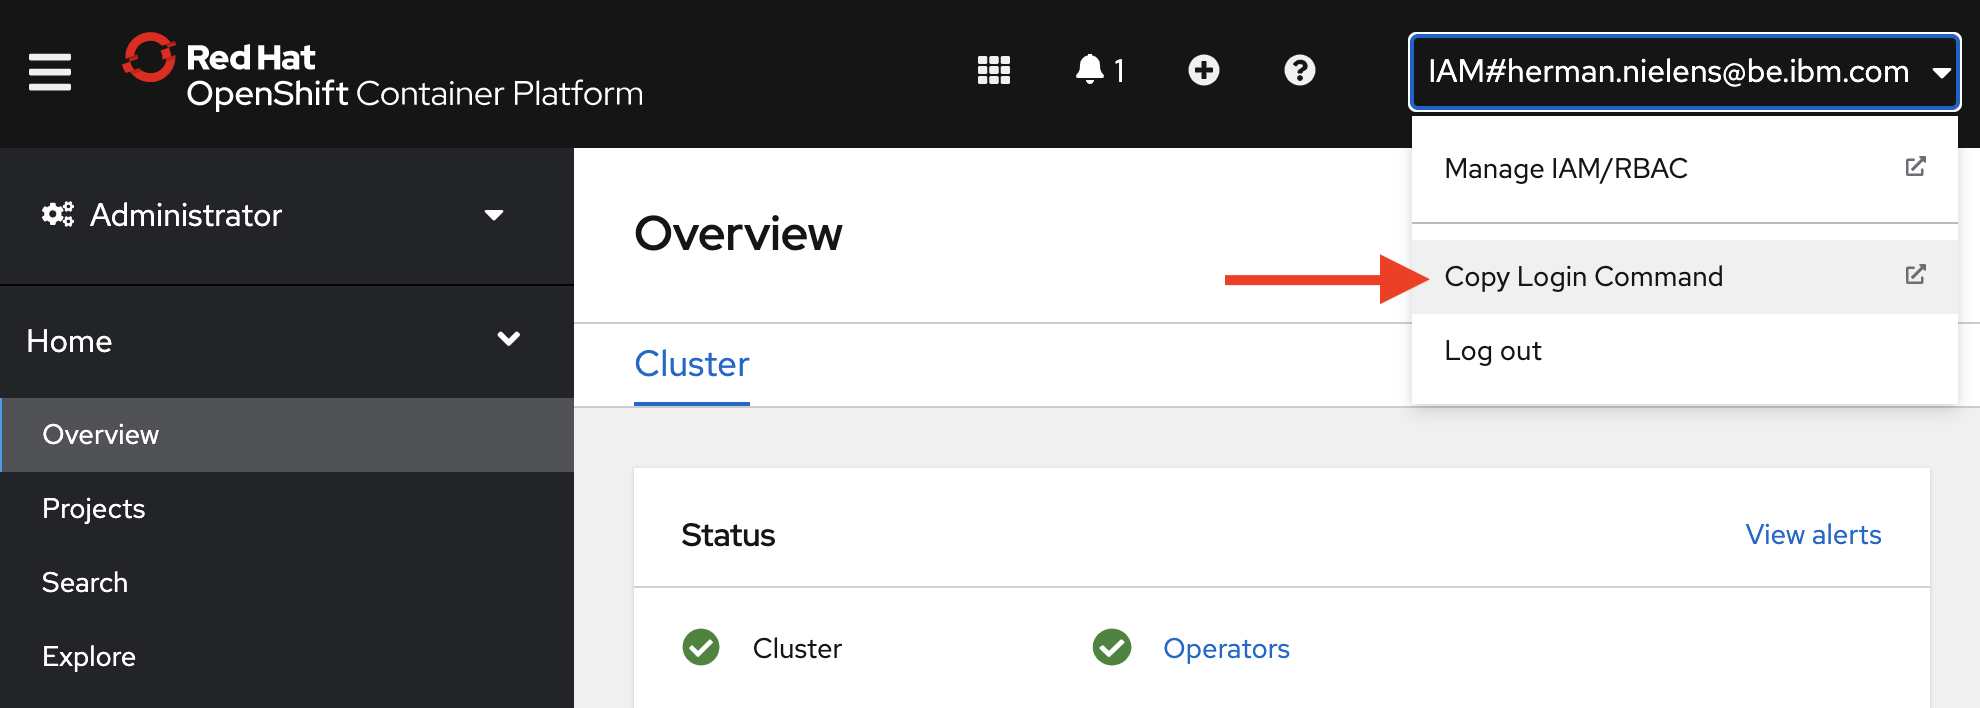 Red Hat
OpenShift Container Platform
1
IAM#herman.nielens@be.ibm.com
Manage IAM/RBAC
Copy Login Command
Log out
Administrator
Home
Overview
Projects
Search
Explore
Overview
Cluster
Status
View alerts
Cluster
Operators